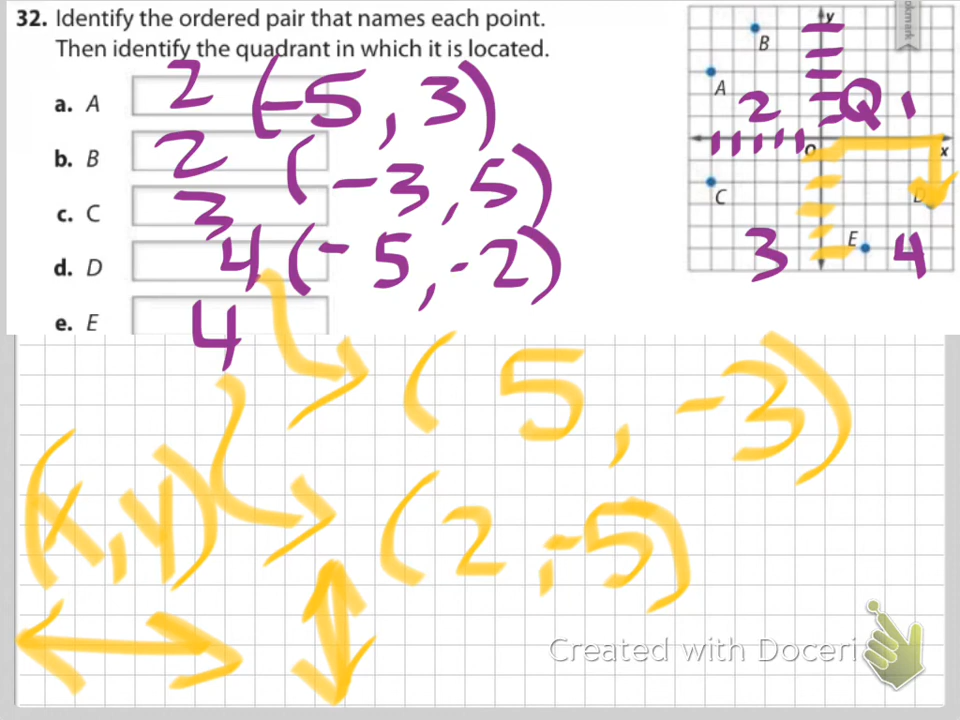 32. Identify the ordered pair that names each point.
Then identify the quadrant in which it is located.
a. A 2 (-5, 3)
b. B 2 (-3, 5)
c. C 3 (-5, -2)
d. D 4
e. E 4
y
B
A
2
Q 1
O
x
C
D
E
3
4
(5, -3)
(x, y)
(2, -5)
Created with Doceri